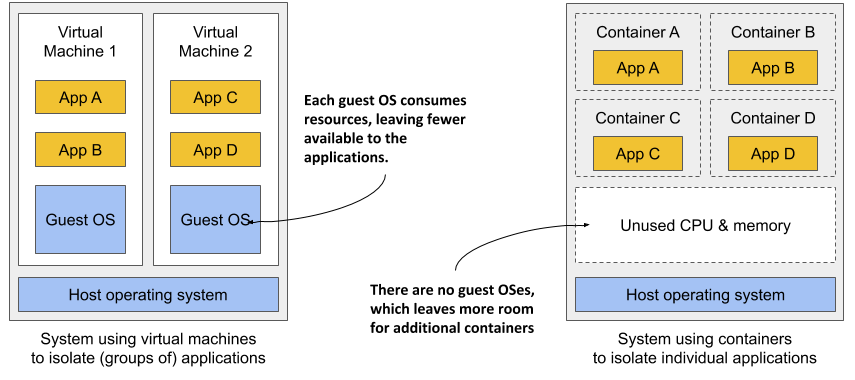 Virtual
Machine 1
App A
App B
Guest OS
Virtual
Machine 2
App C
App D
Guest OS
Host operating system
System using virtual machines
to isolate (groups of) applications
Each guest OS consumes
resources, leaving fewer
available to the
applications.
There are no guest OSes,
which leaves more room
for additional containers
Container A
App A
Container B
App B
Container C
App C
Container D
App D
Unused CPU & memory
Host operating system
System using containers
to isolate individual applications